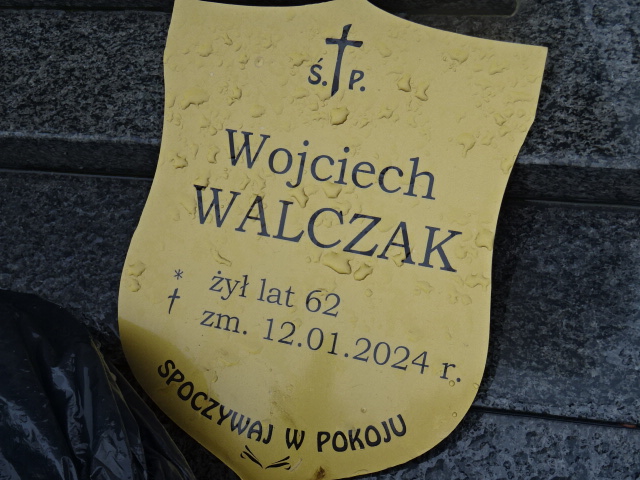 Ś. P.
Wojciech
WALCZAK
* żył lat 62
† zm. 12.01.2024 r.
SPOCZYWAJ W POKOJU